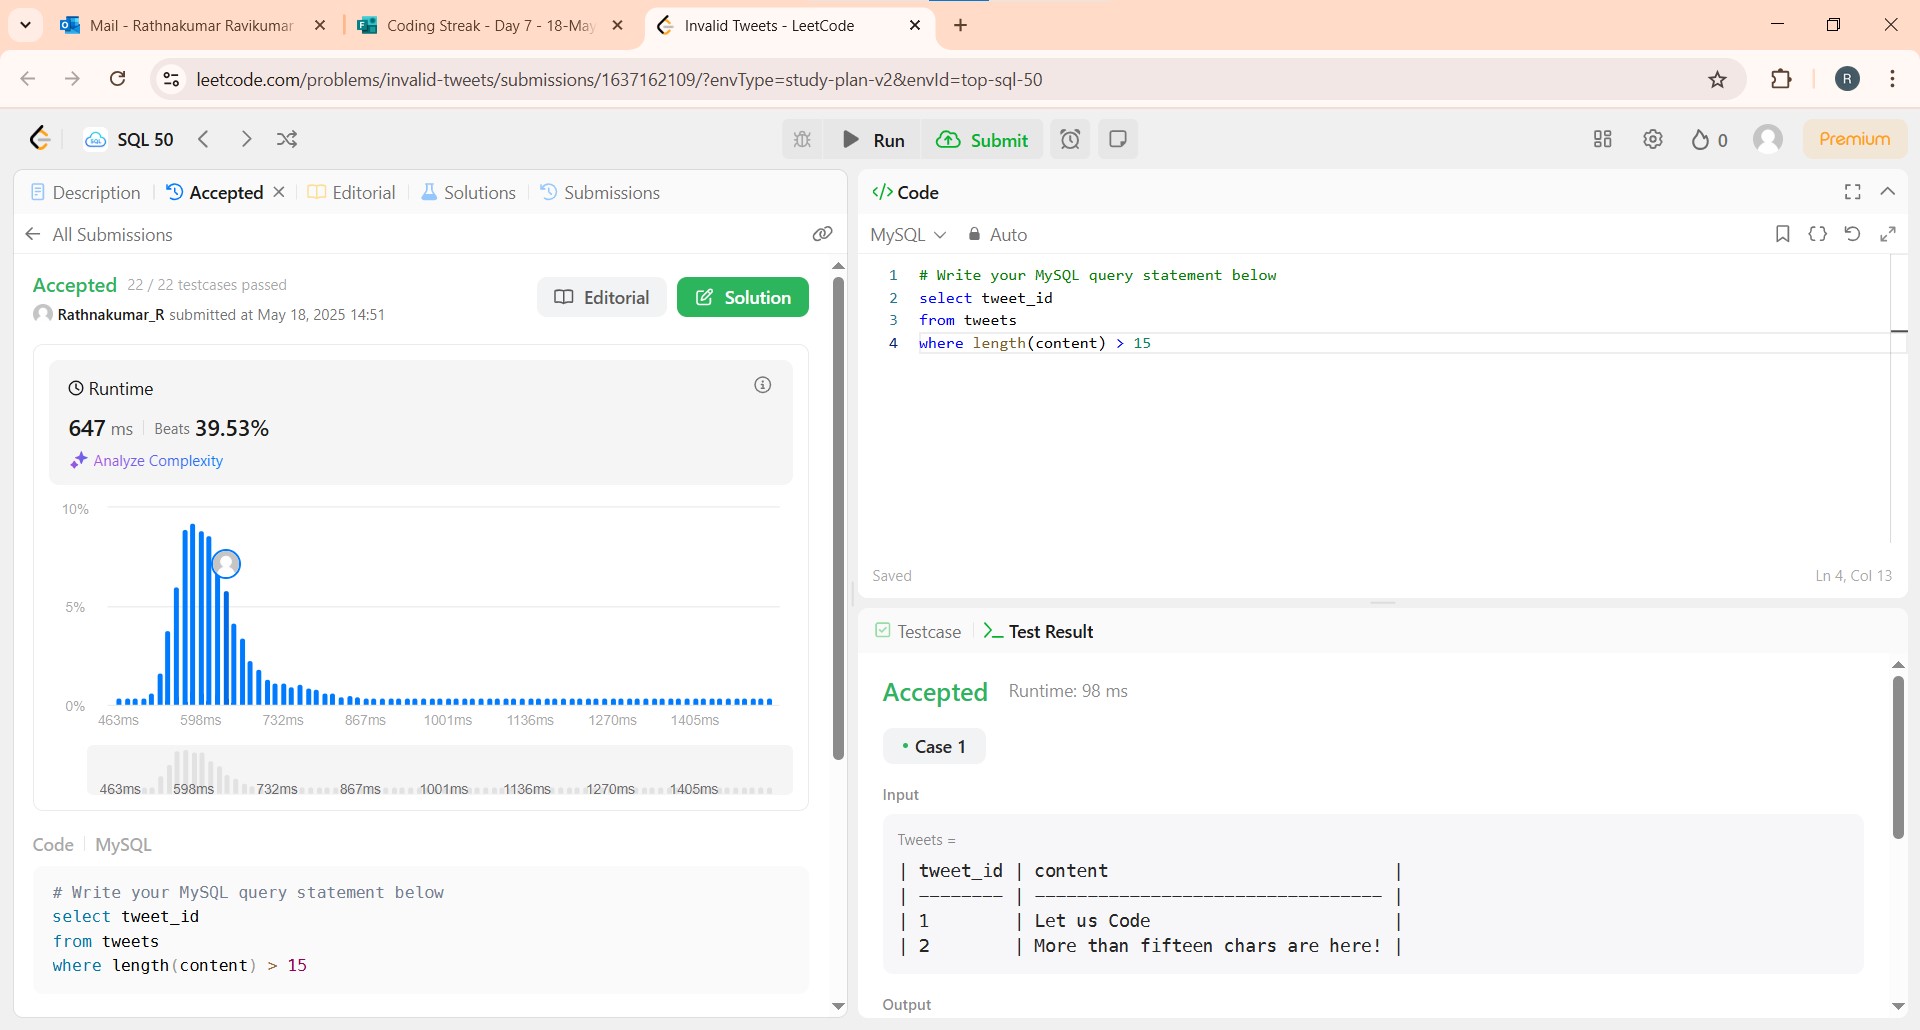 Mail - Rathnakumar Ravikumar
Coding Streak - Day 7 - 18-May
Invalid Tweets - LeetCode
leetcode.com/problems/invalid-tweets/submissions/1637162109/?envType=study-plan-v2&envId=top-sql-50
R
SQL 50
Run
Submit
0
Premium
Description
Accepted
Editorial
Solutions
Submissions
All Submissions
Accepted 22 / 22 testcases passed
Rathnakumar_R submitted at May 18, 2025 14:51
Editorial
Solution
Runtime
647 ms Beats 39.53%
Analyze Complexity
10%
5%
0%
463ms 598ms 732ms 867ms 1001ms 1136ms 1270ms 1405ms
463ms 598ms 732ms 867ms 1001ms 1136ms 1270ms 1405ms
Code MySQL
# Write your MySQL query statement below
select tweet_id
from tweets
where length(content) > 15
</> Code
MySQL Auto
1 # Write your MySQL query statement below
2 select tweet_id
3 from tweets
4 where length(content) > 15
Saved
Ln 4, Col 13
Testcase
Test Result
Accepted Runtime: 98 ms
• Case 1
Input
Tweets =
| tweet_id | content |
| -------- | --------------------------------- |
| 1 | Let us Code |
| 2 | More than fifteen chars are here! |
Output